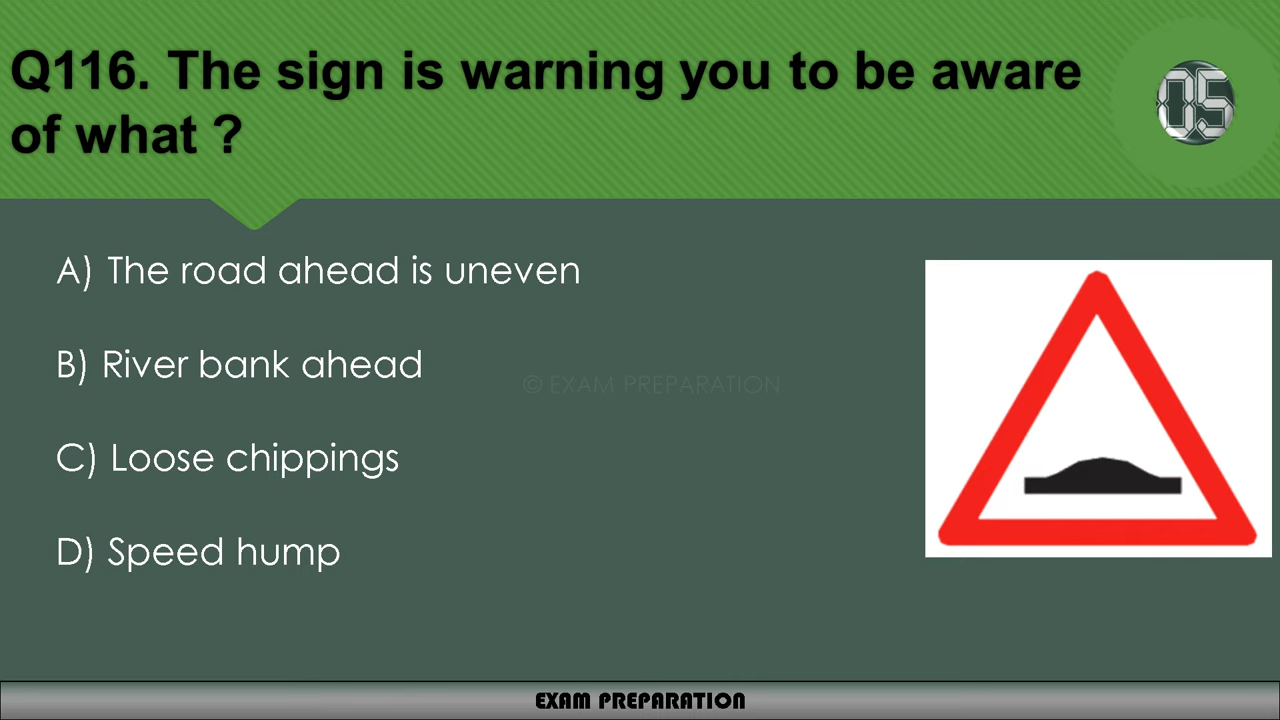 Q116. The sign is warning you to be aware
of what ?
05
A) The road ahead is uneven
B) River bank ahead
© EXAM PREPARATION
C) Loose chippings
D) Speed hump
EXAM PREPARATION